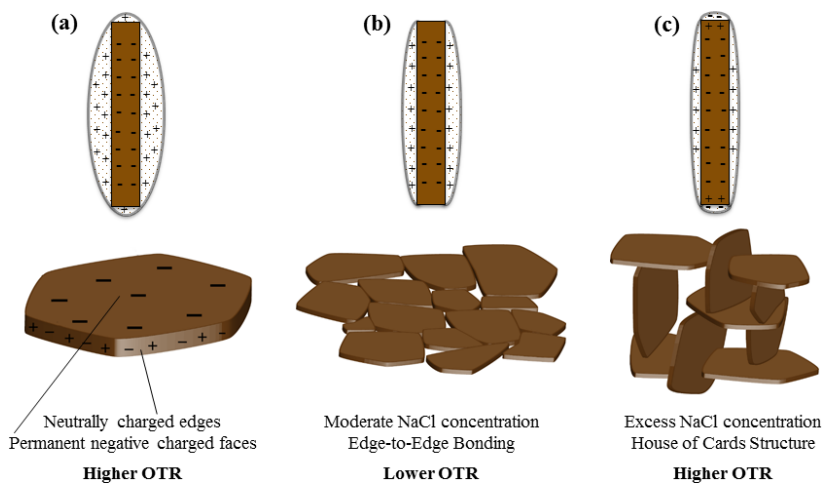 (a)
(b)
(c)
Neutrally charged edges
Permanent negative charged faces
Higher OTR
Moderate NaCl concentration
Edge-to-Edge Bonding
Lower OTR
Excess NaCl concentration
House of Cards Structure
Higher OTR